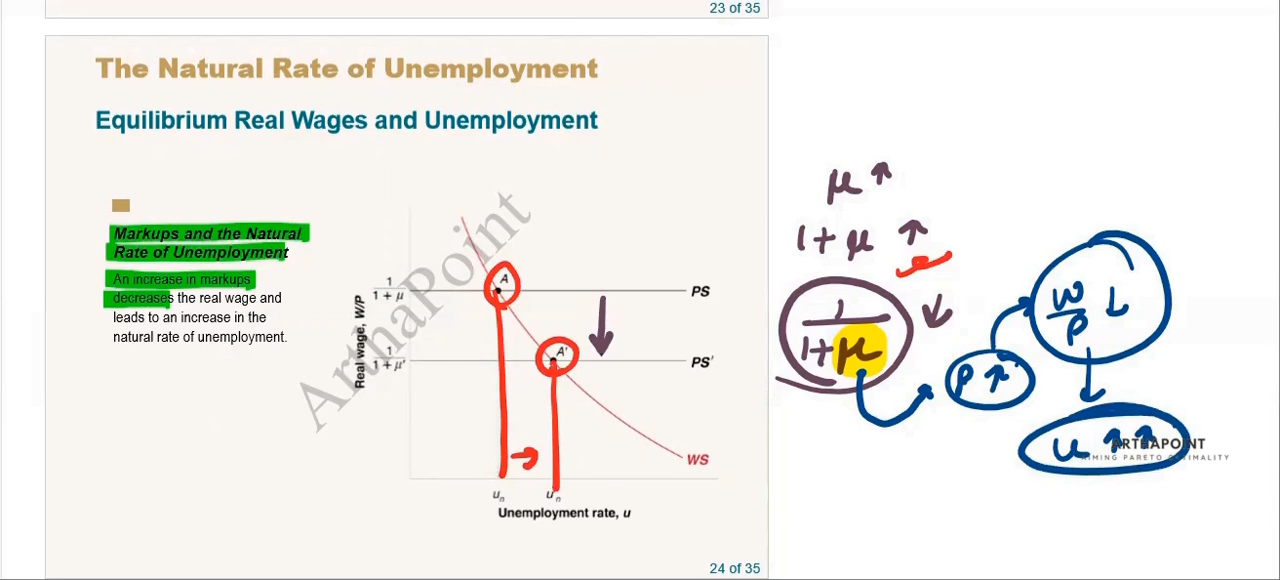 23 of 35
The Natural Rate of Unemployment
Equilibrium Real Wages and Unemployment
Markups and the Natural
Rate of Unemployment
An increase in markups
decreases the real wage and
leads to an increase in the
natural rate of unemployment.
ArthaPoint
Real wage, W/P
1
1 + μ
1
1 + μ'
A
A'
PS
PS'
WS
uₙ
u'ₙ
Unemployment rate, u
24 of 35
μ ↑
1 + μ ↑
1
1+μ
↓
P ↑
W
P ↓
u ↑ ↑
ARTHAPOINT
AIMING PARETO OPTIMALITY